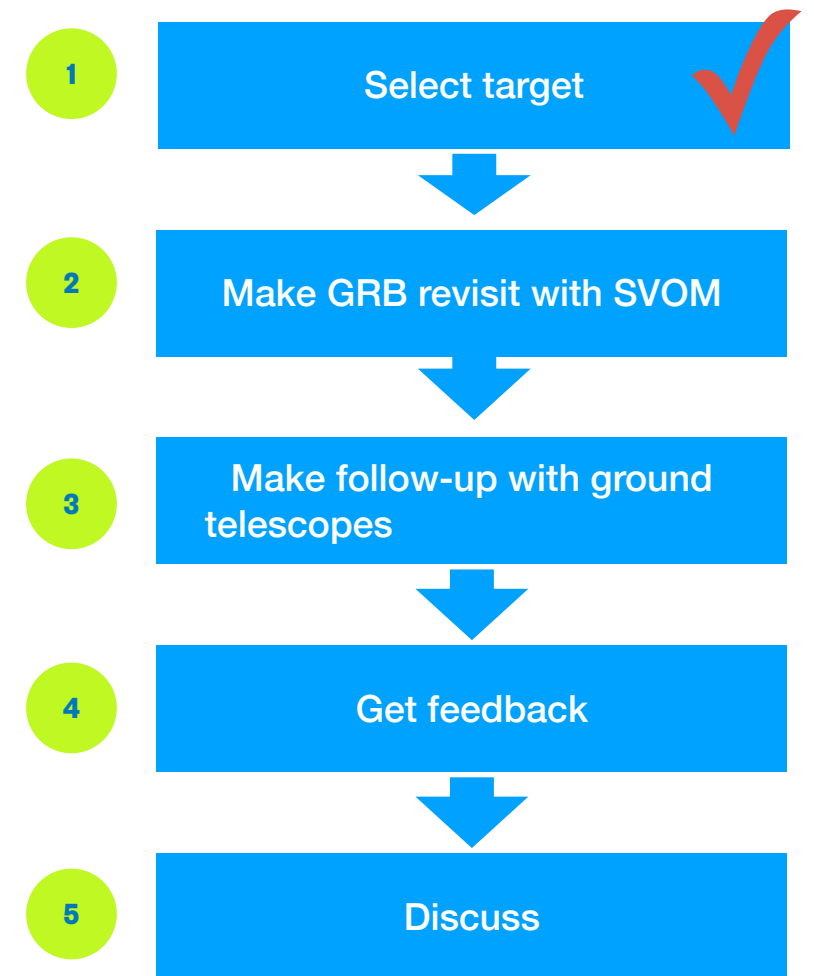 1
Select target
2
Make GRB revisit with SVOM
3
Make follow-up with ground
telescopes
4
Get feedback
5
Discuss